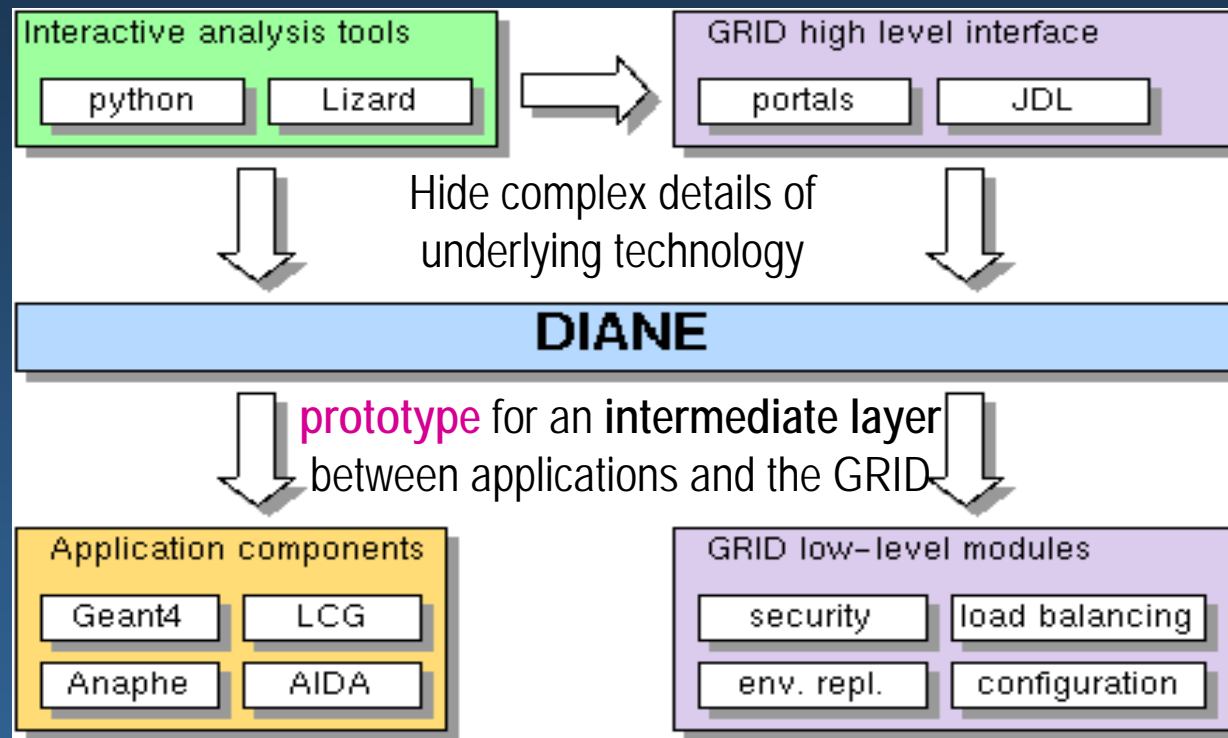 Interactive analysis tools
python
Lizard
GRID high level interface
portals
JDL
Hide complex details of
underlying technology
DIANE
prototype for an intermediate layer
between applications and the GRID
Application components
Geant4
LCG
Anaphe
AIDA
GRID low-level modules
security
load balancing
env. repl.
configuration